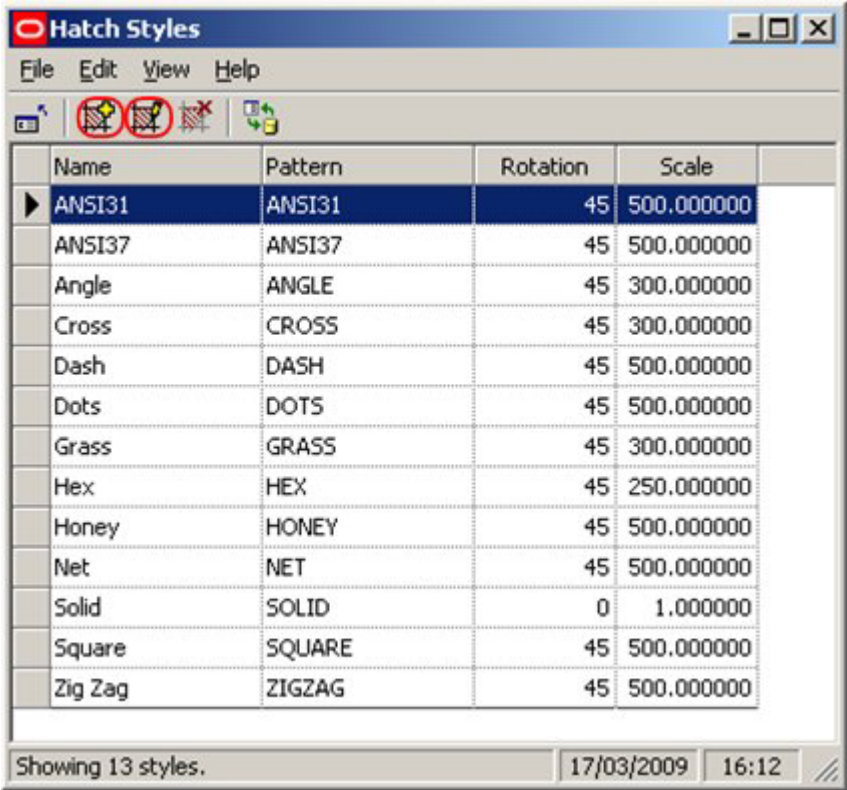 Hatch Styles
File Edit View Help
Name Pattern Rotation Scale
ANSI31 ANSI31 45 500.000000
ANSI37 ANSI37 45 500.000000
Angle ANGLE 45 300.000000
Cross CROSS 45 300.000000
Dash DASH 45 500.000000
Dots DOTS 45 500.000000
Grass GRASS 45 300.000000
Hex HEX 45 250.000000
Honey HONEY 45 500.000000
Net NET 45 500.000000
Solid SOLID 0 1.000000
Square SQUARE 45 500.000000
Zig Zag ZIGZAG 45 500.000000
Showing 13 styles. 17/03/2009 16:12